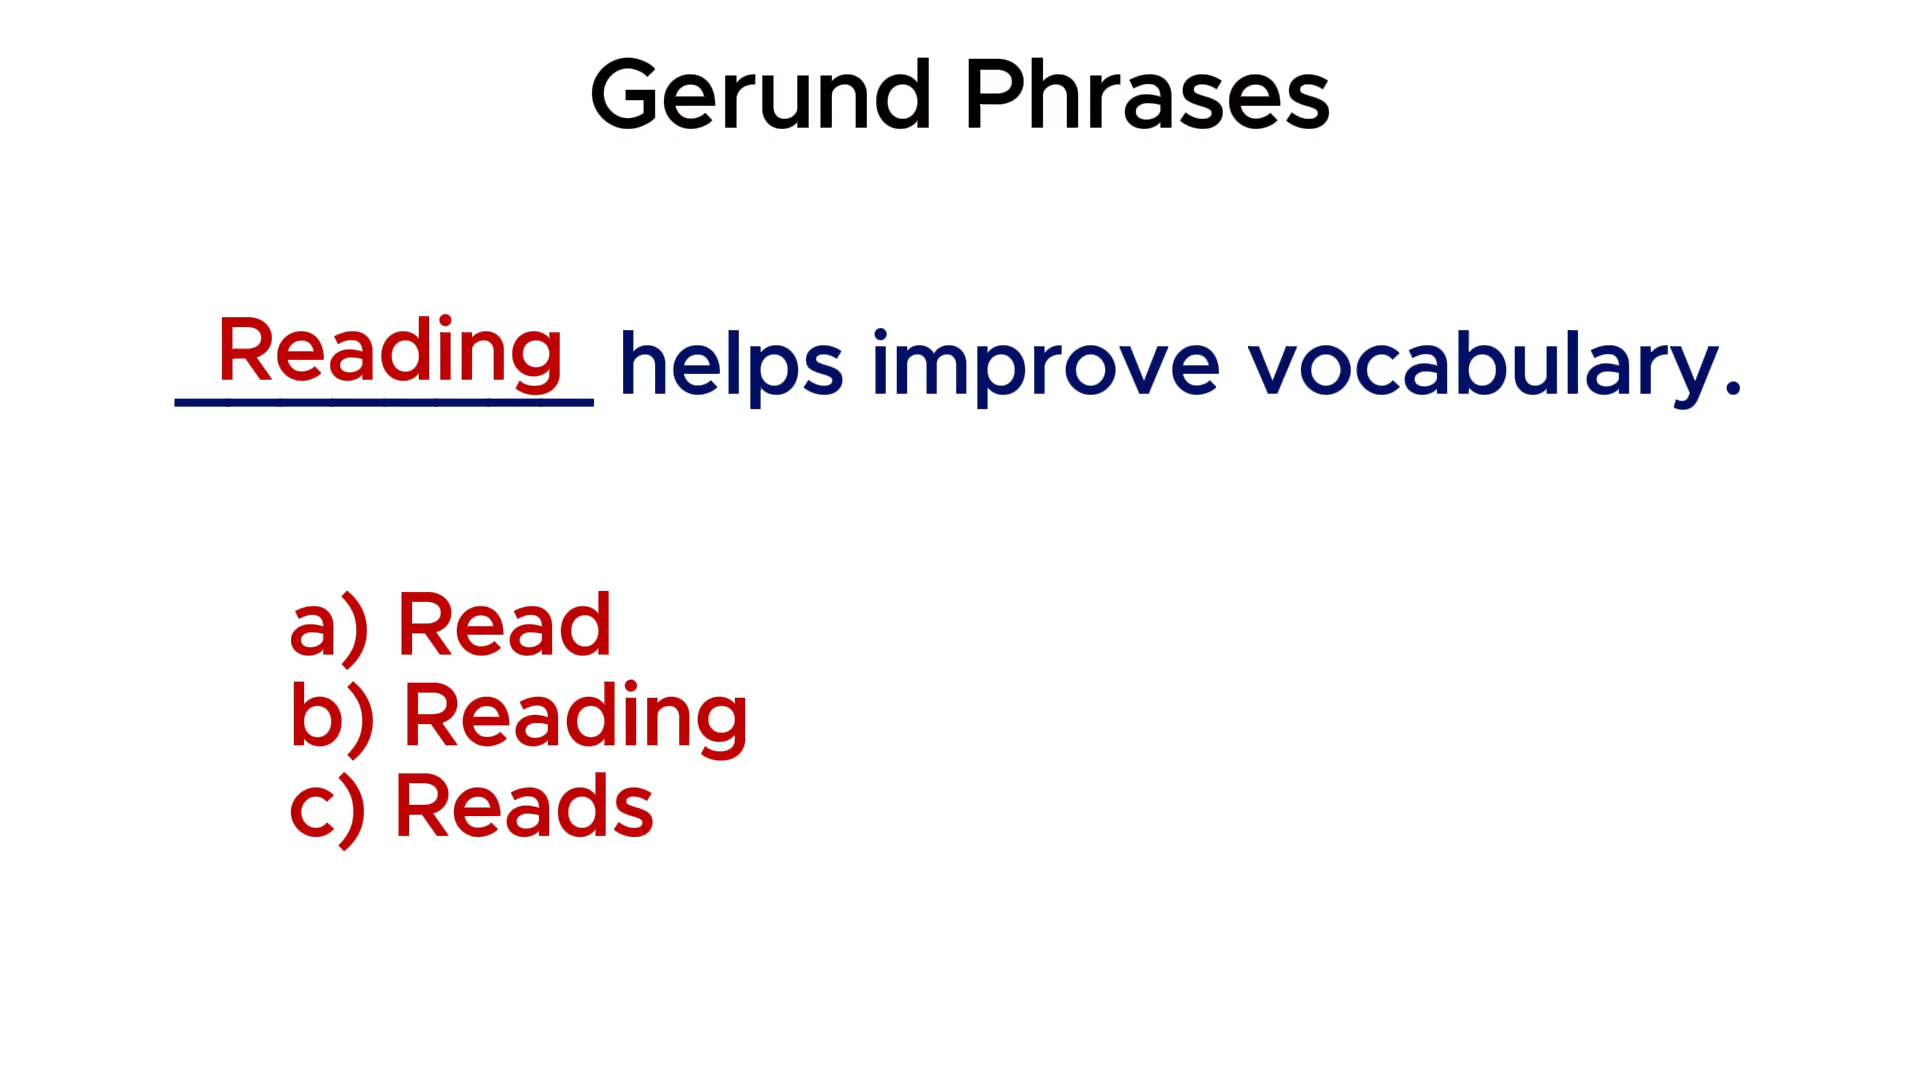 Gerund Phrases
Reading helps improve vocabulary.
a) Read
b) Reading
c) Reads